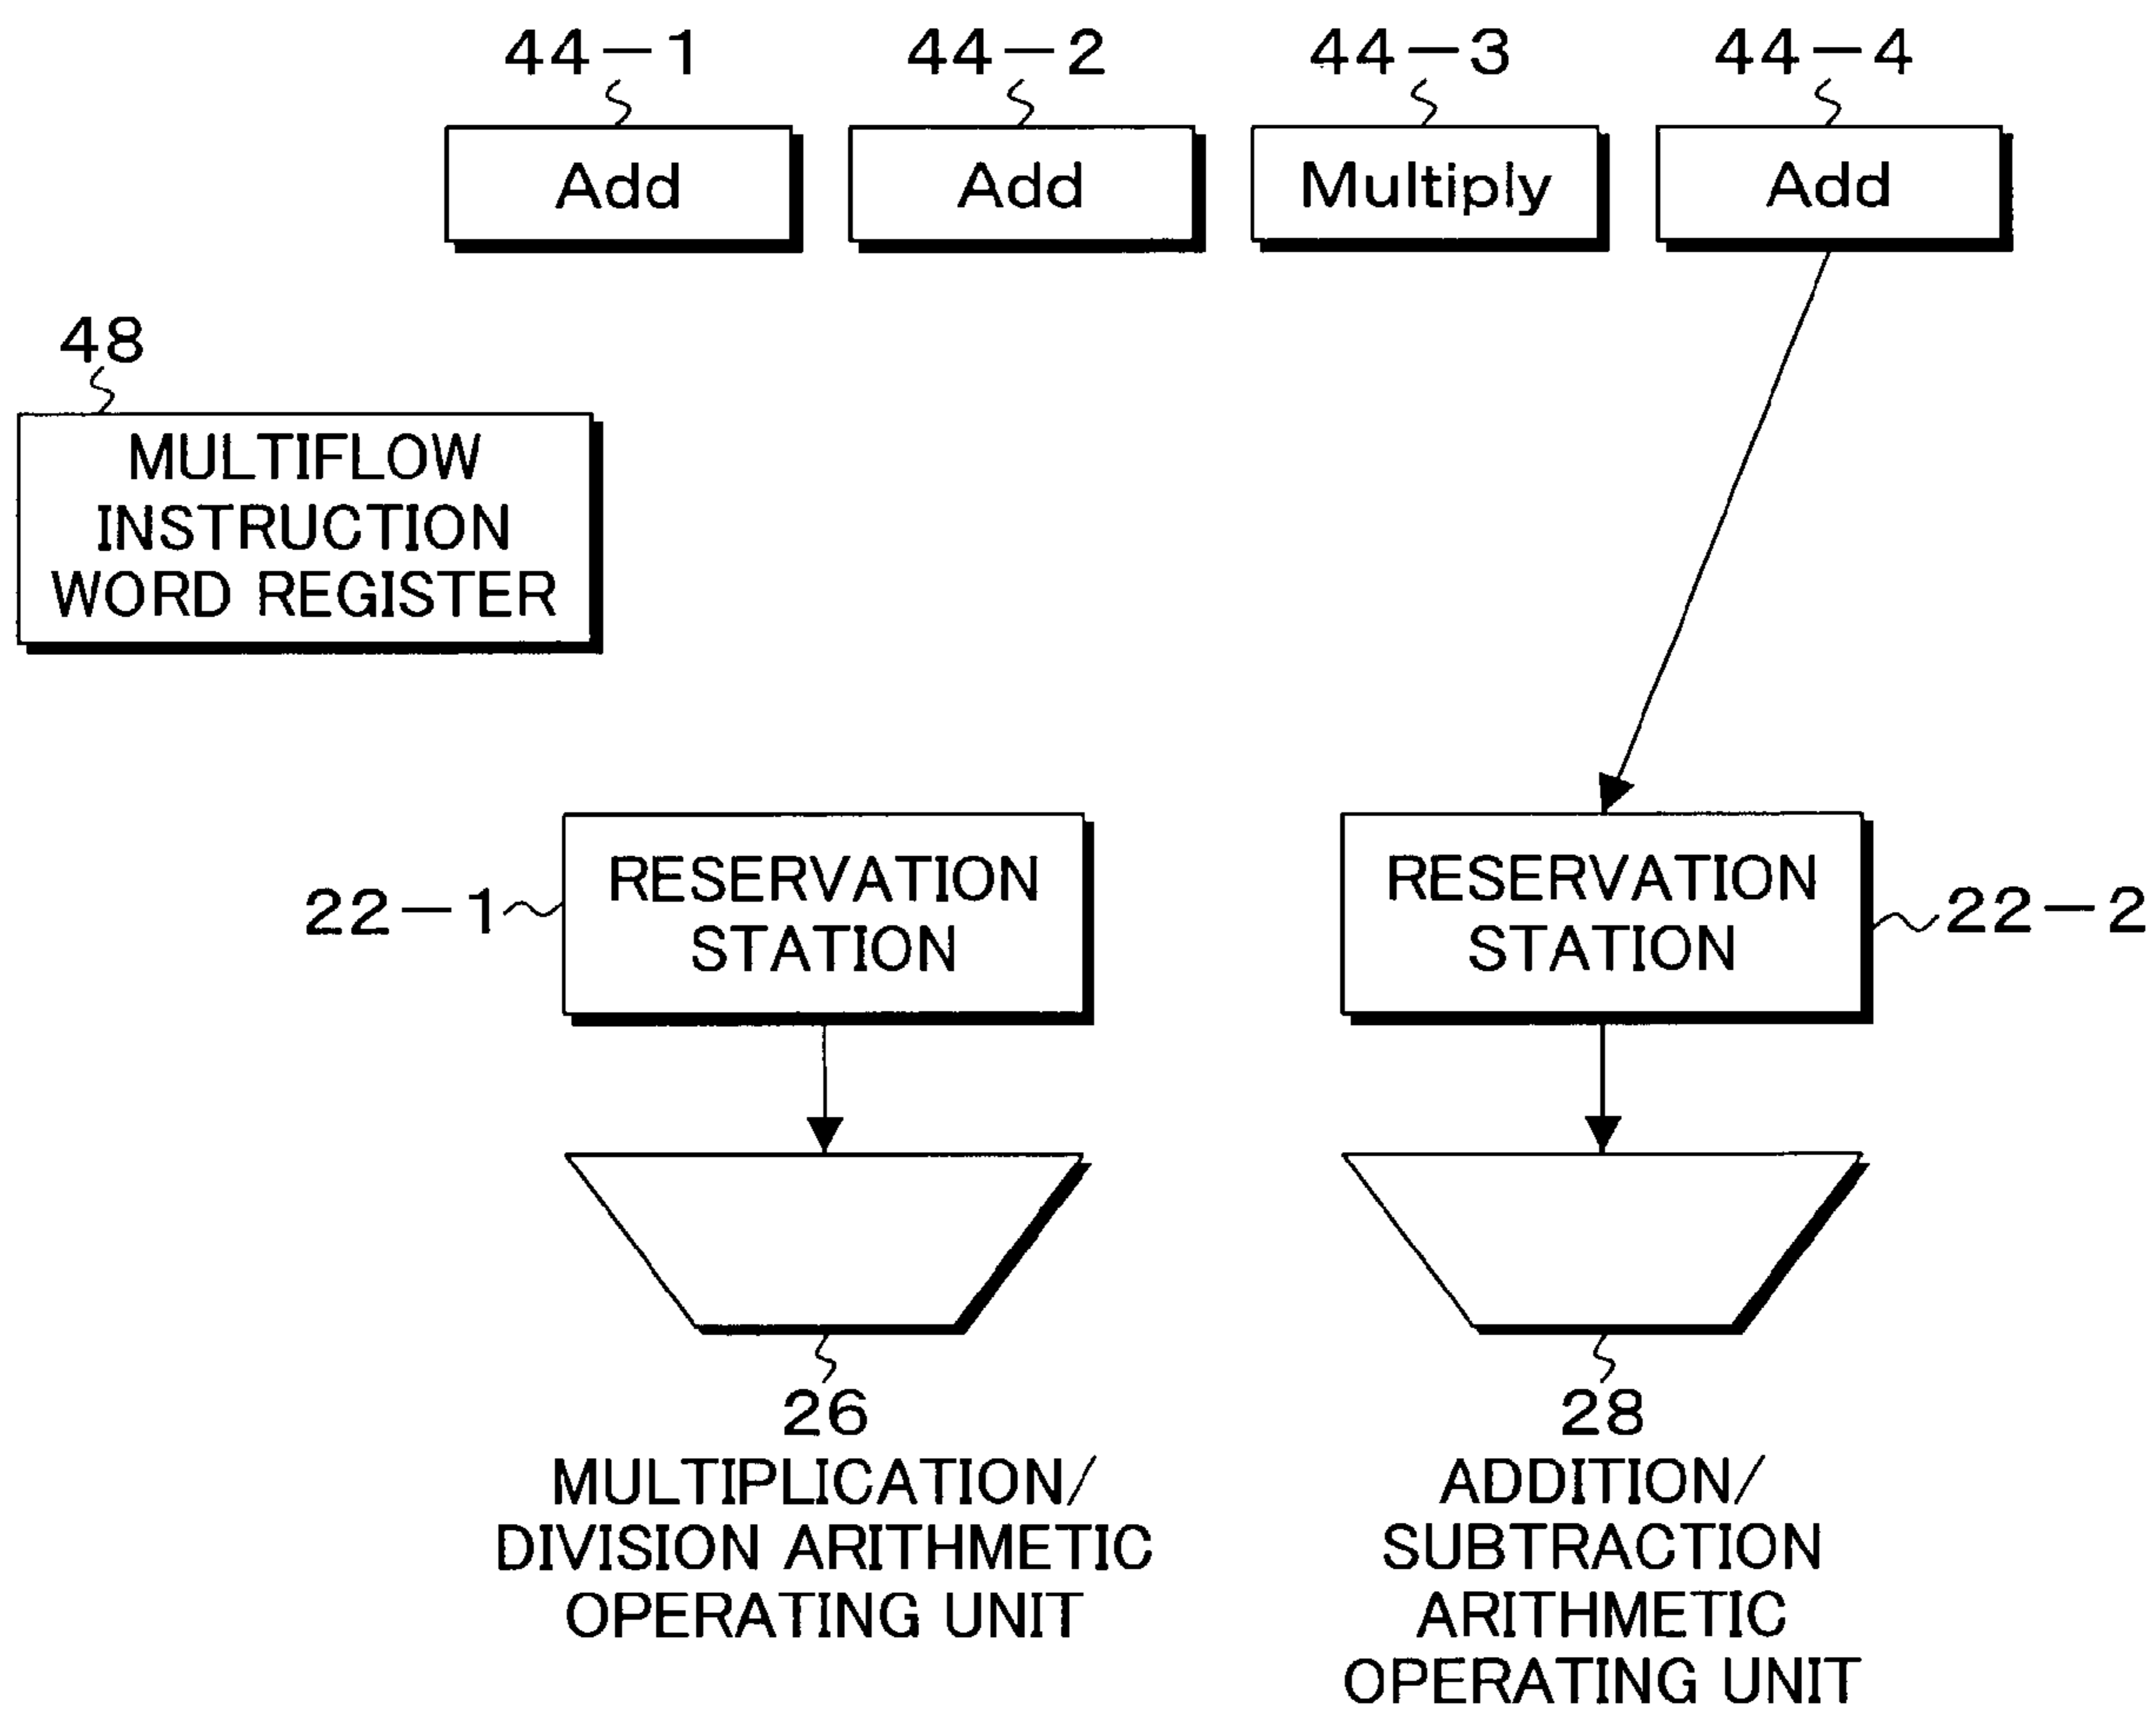 44-1 44-2 44-3 44-4
Add Add Multiply Add
48
MULTIFLOW
INSTRUCTION
WORD REGISTER
22-1
RESERVATION
STATION
RESERVATION
STATION
22-2
26
MULTIPLICATION/
DIVISION ARITHMETIC
OPERATING UNIT
28
ADDITION/
SUBTRACTION
ARITHMETIC
OPERATING UNIT